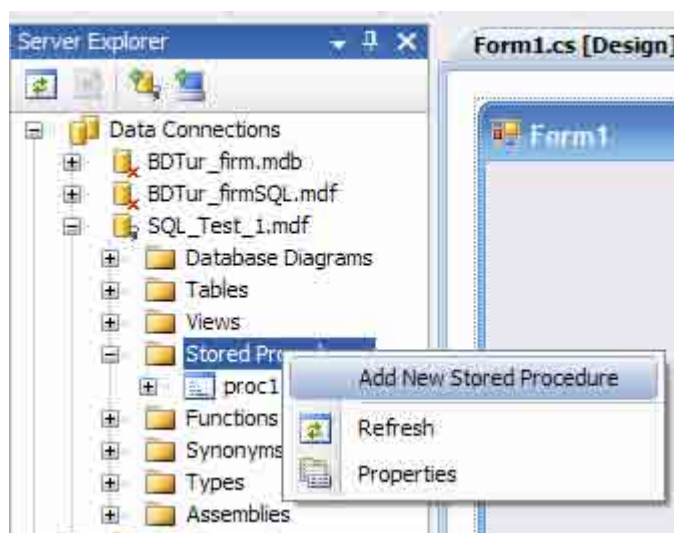 Server Explorer
Form1.cs [Design]
Form1
Data Connections
BDTur_firm.mdb
BDTur_firmSQL.mdf
SQL_Test_1.mdf
Database Diagrams
Tables
Views
Stored
proc1
Add New Stored Procedure
Functions
Refresh
Synonyms
Properties
Types
Assemblies